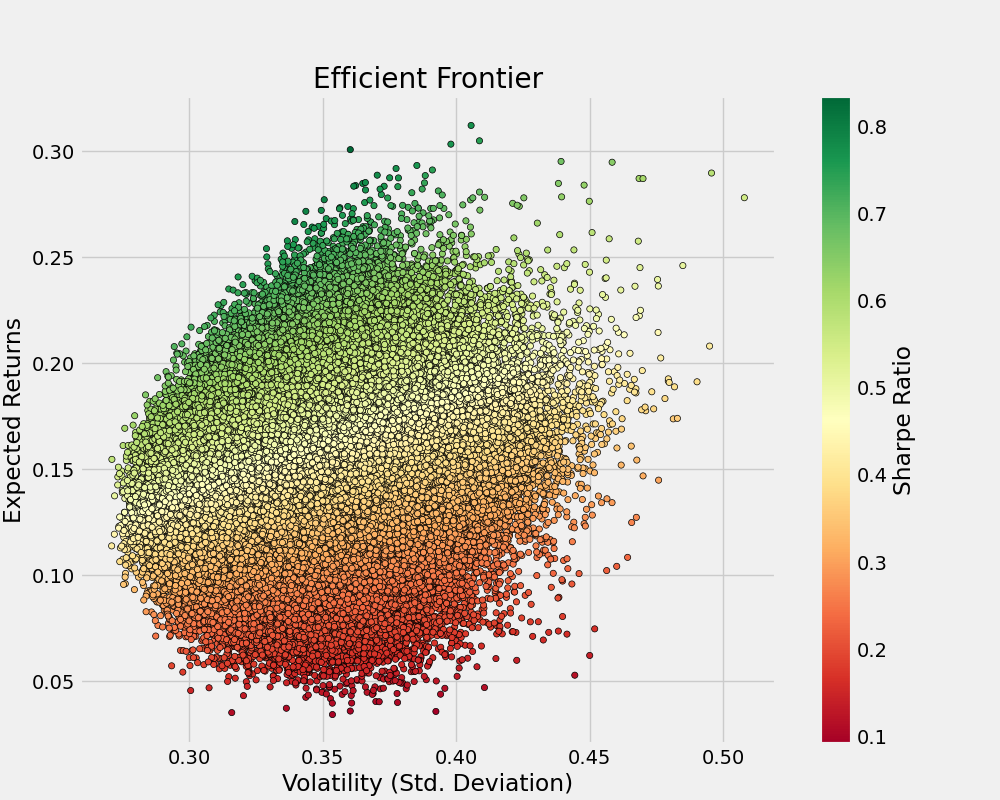 Efficient Frontier
Expected Returns
0.30
0.25
0.20
0.15
0.10
0.05
0.30 0.35 0.40 0.45 0.50
Volatility (Std. Deviation)
0.8
0.7
0.6
0.5
0.4
0.3
0.2
0.1
Sharpe Ratio